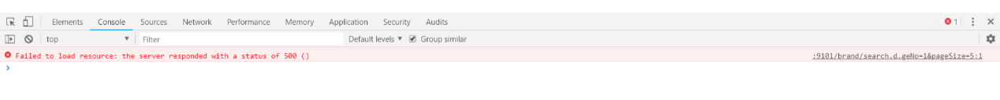 Elements Console Sources Network Performance Memory Application Security Audits 1
top Filter Default levels Group similar
Failed to load resource: the server responded with a status of 500 () :9101/brand/search.d…geNo=1&pageSize=5:1